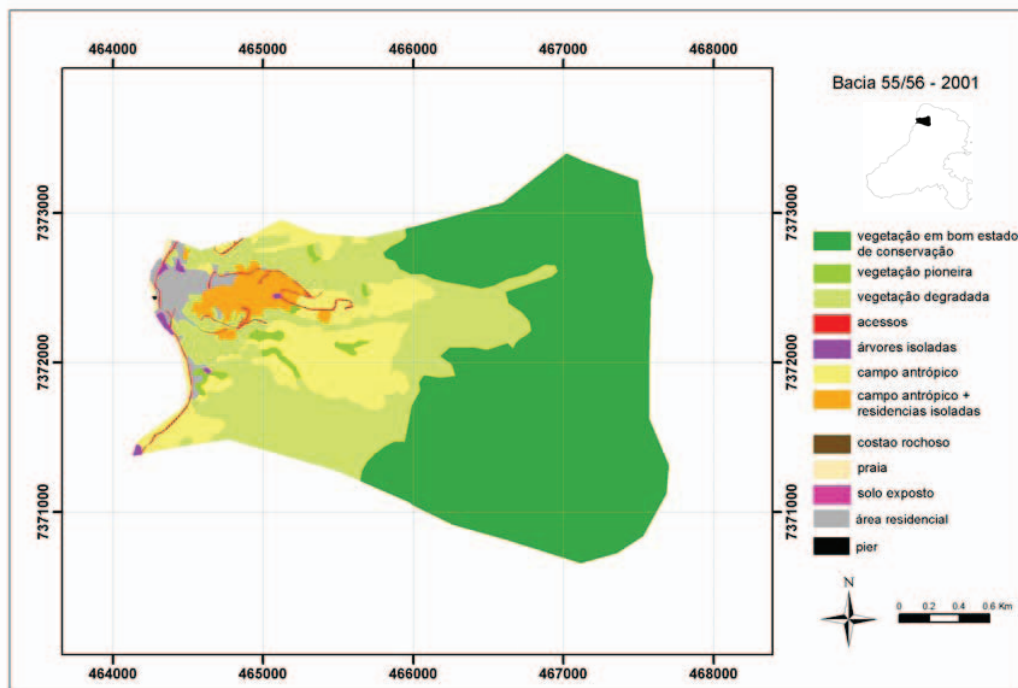 464000 465000 466000 467000 468000
Bacia 55/56 - 2001
7373000
7373000
vegetação em bom estado
de conservação
vegetação pioneira
vegetação degradada
acessos
árvores isoladas
7372000
7372000
campo antrópico
campo antrópico +
residencias isoladas
costao rochoso
praia
solo exposto
7371000
7371000
área residencial
pier
N
0 0.2 0.4 0.6 Km
464000 465000 466000 467000 468000